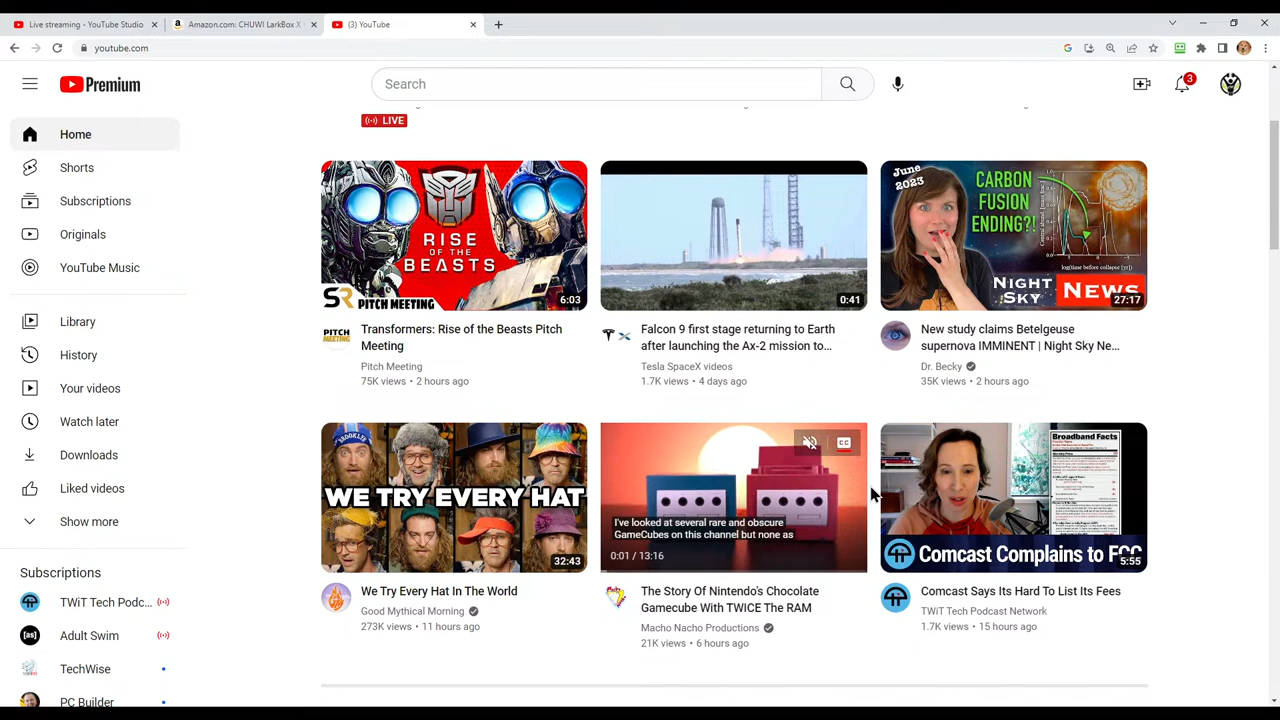 Live streaming - YouTube Studio
Amazon.com: CHUWI LarkBox X
(3) YouTube
youtube.com
Premium
Search
3
LIVE
Home
Shorts
Subscriptions
Originals
YouTube Music
Library
History
Your videos
Watch later
Downloads
Liked videos
Show more
Subscriptions
TWiT Tech Podc...
Adult Swim
TechWise
PC Builder
RISE
OF THE
BEASTS
SR PITCH MEETING
6:03
0:41
June
2023
CARBON
FUSION
ENDING?!
log(time before collapse [yr])
NIGHT
SKY
NEWS
27:17
PITCH
MEETING
Transformers: Rise of the Beasts Pitch
Meeting
Pitch Meeting
75K views • 2 hours ago
Falcon 9 first stage returning to Earth
after launching the Ax-2 mission to...
Tesla SpaceX videos
1.7K views • 4 days ago
New study claims Betelgeuse
supernova IMMINENT | Night Sky Ne...
Dr. Becky
35K views • 2 hours ago
BROOKLYN
WE TRY EVERY HAT
32:43
CC
I've looked at several rare and obscure
GameCubes on this channel but none as
0:01 / 13:16
Broadband Facts
Comcast Complains to FCC
5:55
We Try Every Hat In The World
Good Mythical Morning
273K views • 11 hours ago
The Story Of Nintendo's Chocolate
Gamecube With TWICE The RAM
Macho Nacho Productions
21K views • 6 hours ago
Comcast Says Its Hard To List Its Fees
TWiT Tech Podcast Network
1.7K views • 15 hours ago